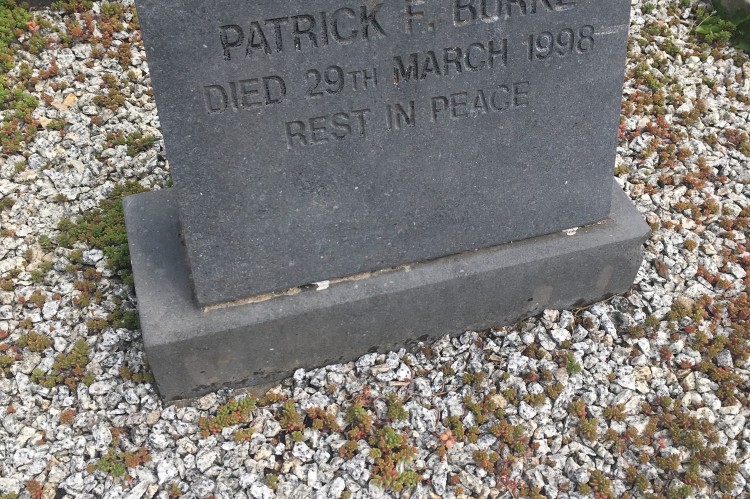 PATRICK F. BURKE
DIED 29TH MARCH 1998
REST IN PEACE